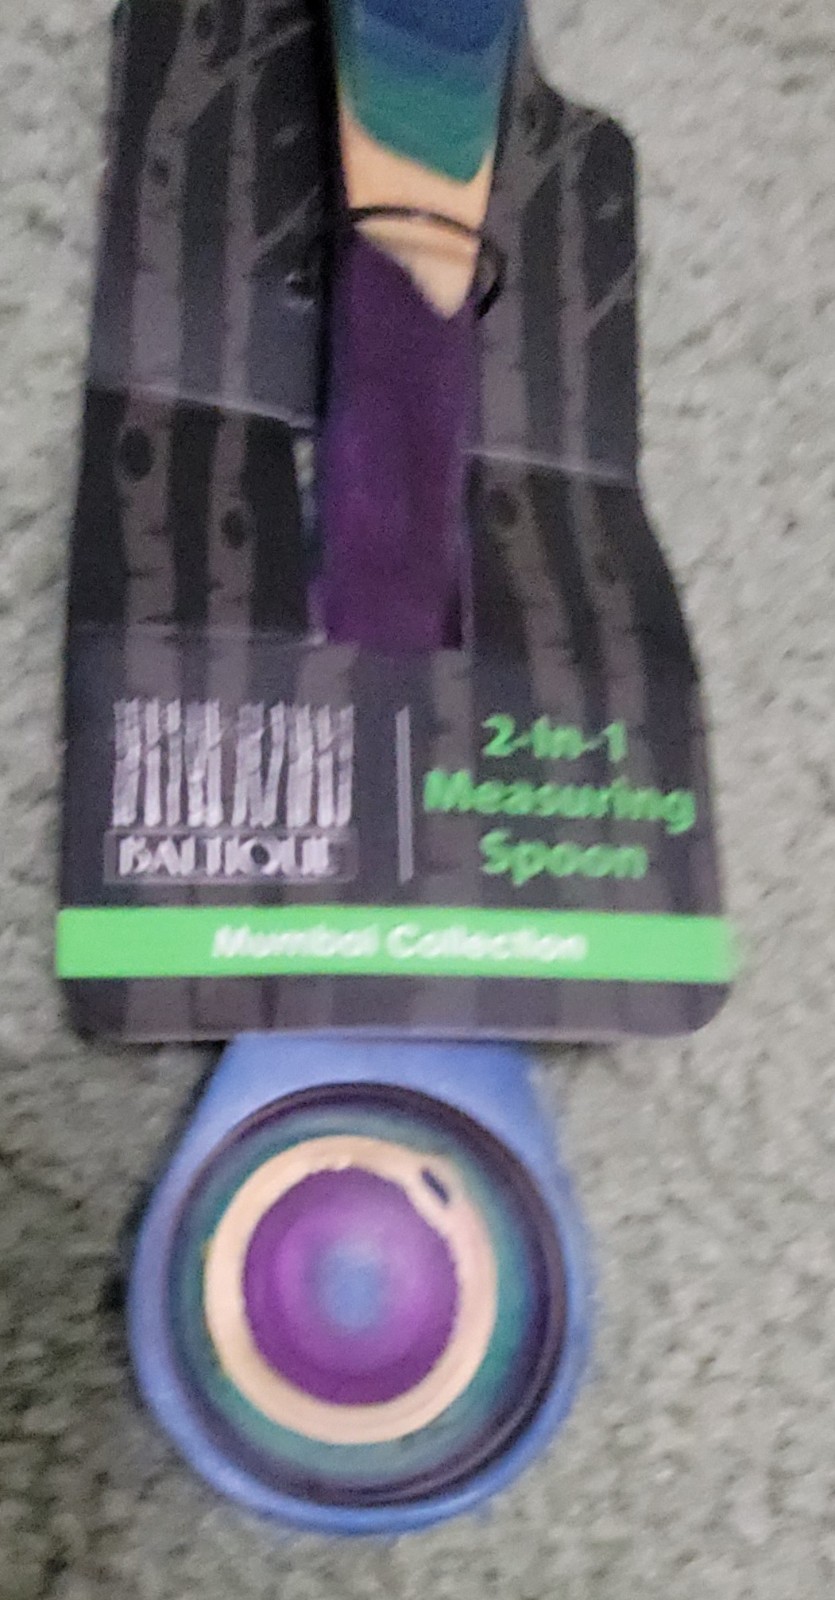 BALTIQUE
2-in-1
Measuring
Spoon
Mumbai Collection